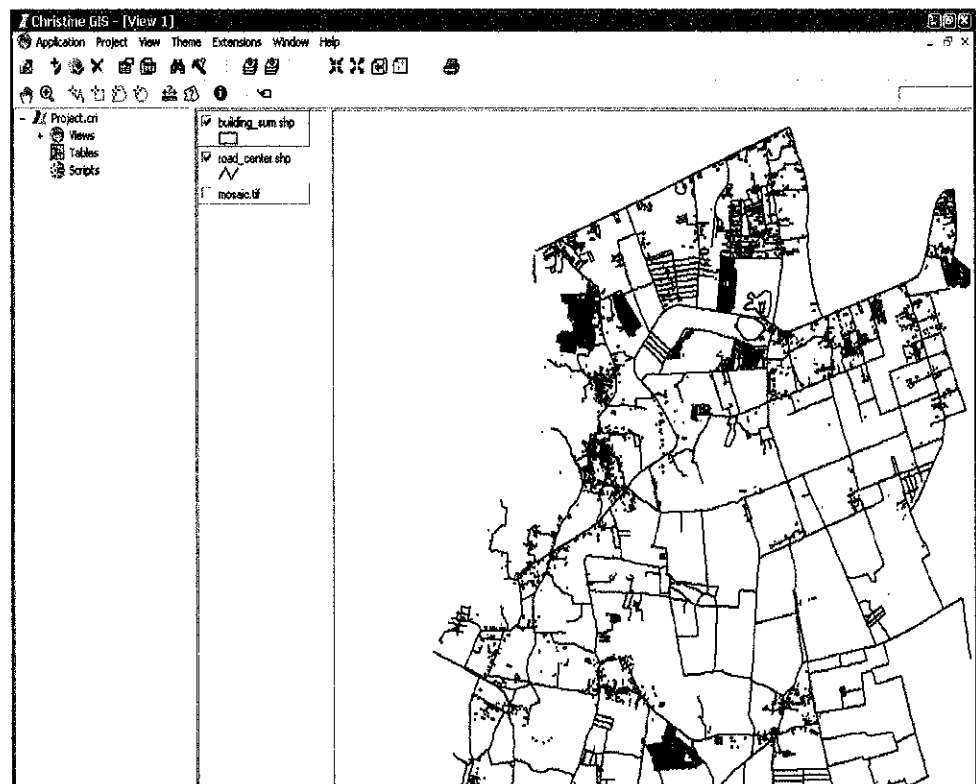 Christine GIS - [View 1]
Application Project View Theme Extensions Window Help
Project.cri
Views
Tables
Scripts
building_sum.shp
road_center.shp
mosaic.tif